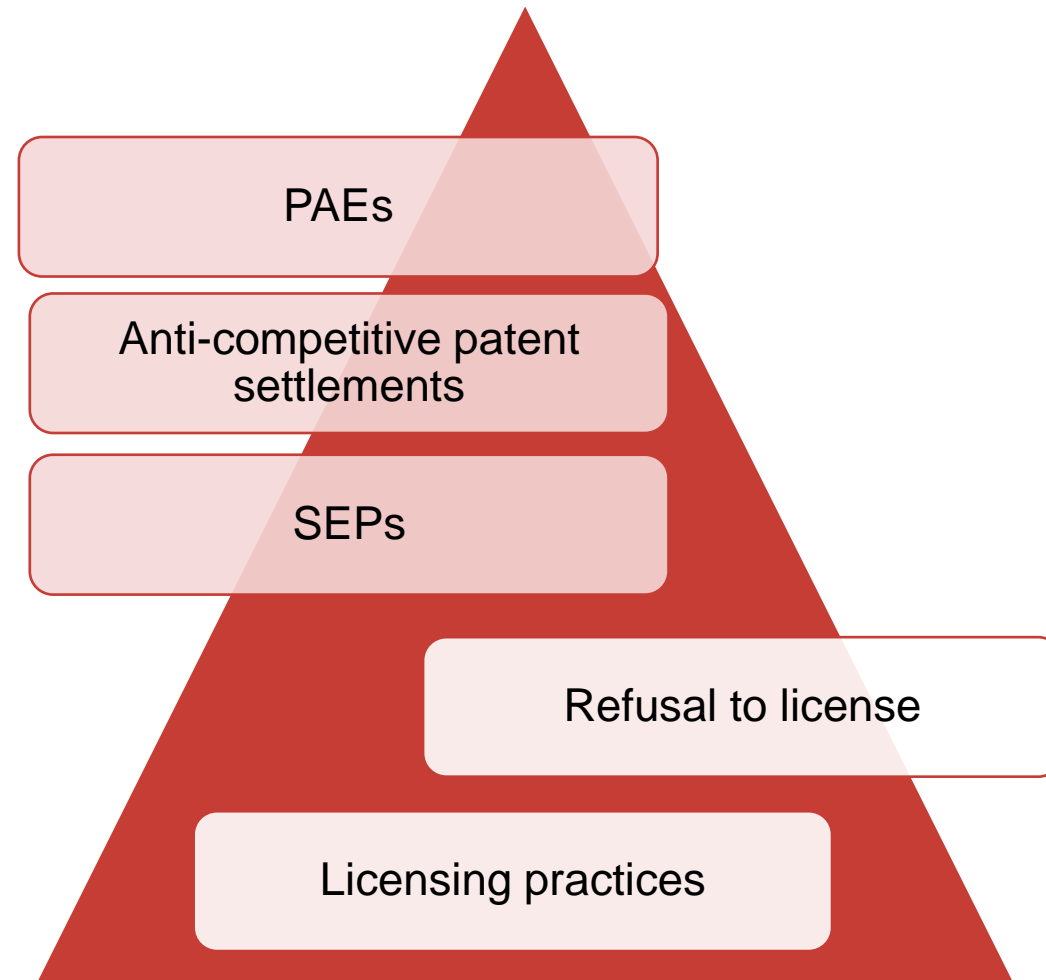 PAEs
Anti-competitive patent
settlements
SEPs
Refusal to license
Licensing practices